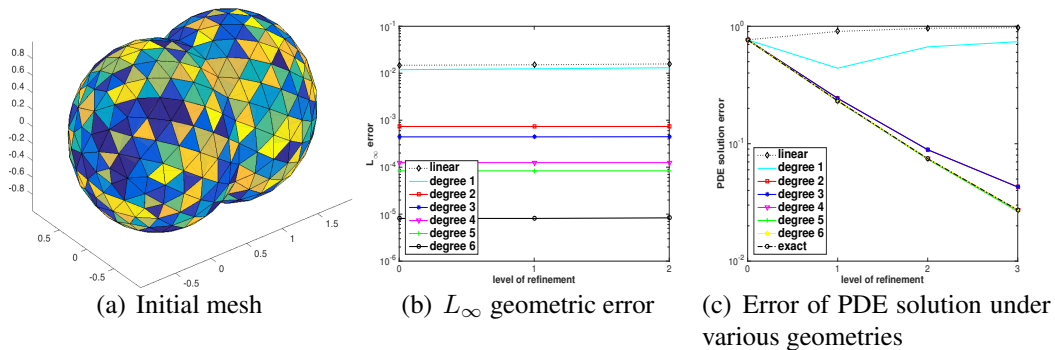 0.8
0.6
0.4
0.2
0
-0.2
-0.4
-0.6
-0.8
0.5
0
-0.5
-0.5
0
0.5
1
1.5
(a) Initial mesh
10^-1
10^-2
10^-3
10^-4
10^-5
10^-6
L∞ error
linear
degree 1
degree 2
degree 3
degree 4
degree 5
degree 6
0 1 2
level of refinement
(b) L∞ geometric error
10^0
10^-1
10^-2
PDE solution error
linear
degree 1
degree 2
degree 3
degree 4
degree 5
degree 6
exact
0 1 2 3
level of refinement
(c) Error of PDE solution under
various geometries